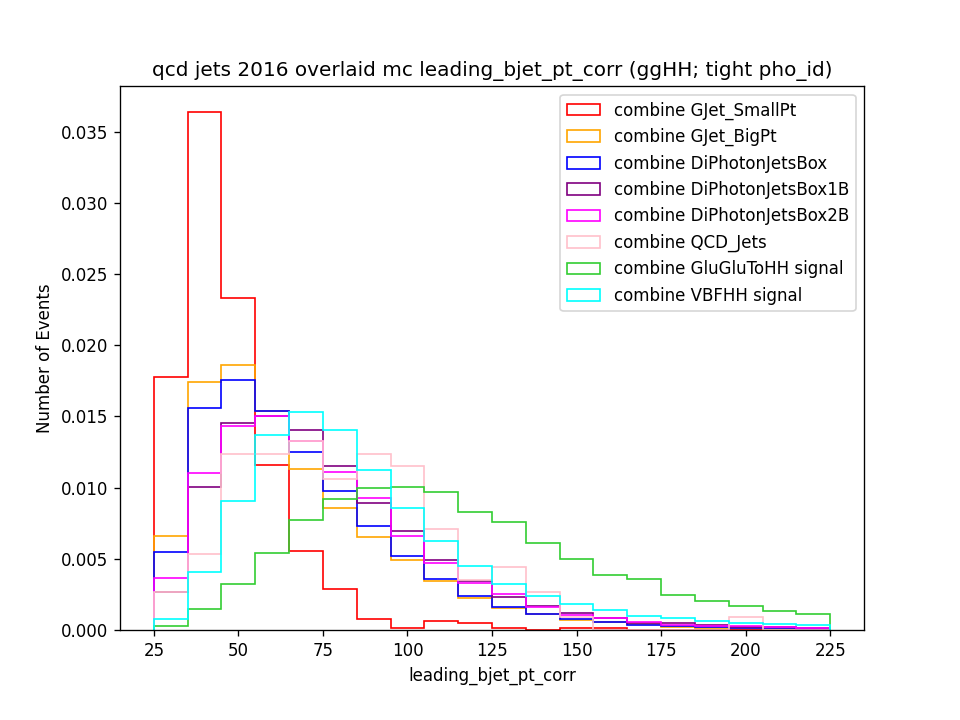 qcd jets 2016 overlaid mc leading_bjet_pt_corr (ggHH; tight pho_id)
combine GJet_SmallPt
combine GJet_BigPt
combine DiPhotonJetsBox
combine DiPhotonJetsBox1B
combine DiPhotonJetsBox2B
combine QCD_Jets
combine GluGluToHH signal
combine VBFHH signal
Number of Events
0.035
0.030
0.025
0.020
0.015
0.010
0.005
0.000
25 50 75 100 125 150 175 200 225
leading_bjet_pt_corr